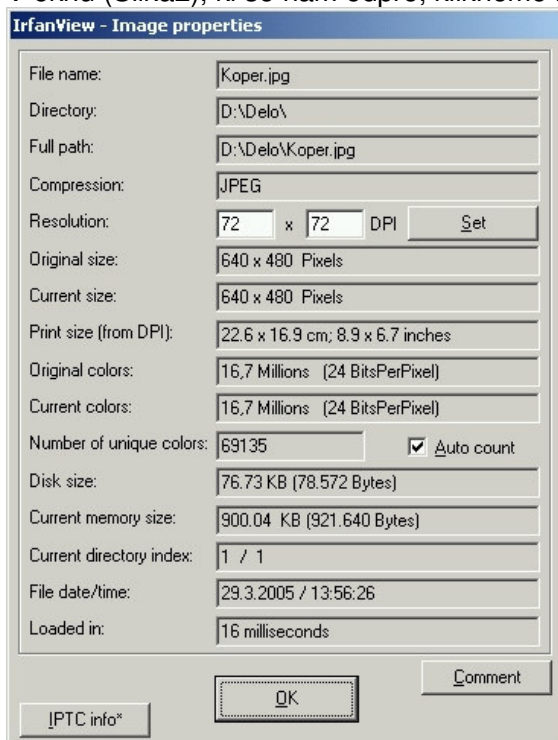 IrfanView - Image properties
File name: Koper.jpg
Directory: D:\Delo\
Full path: D:\Delo\Koper.jpg
Compression: JPEG
Resolution: 72 x 72 DPI Set
Original size: 640 x 480 Pixels
Current size: 640 x 480 Pixels
Print size (from DPI): 22.6 x 16.9 cm; 8.9 x 6.7 inches
Original colors: 16,7 Millions (24 BitsPerPixel)
Current colors: 16,7 Millions (24 BitsPerPixel)
Number of unique colors: 69135 Auto count
Disk size: 76.73 KB (78.572 Bytes)
Current memory size: 900.04 KB (921.640 Bytes)
Current directory index: 1 / 1
File date/time: 29.3.2005 / 13:56:26
Loaded in: 16 milliseconds
Comment
OK
IPTC info*